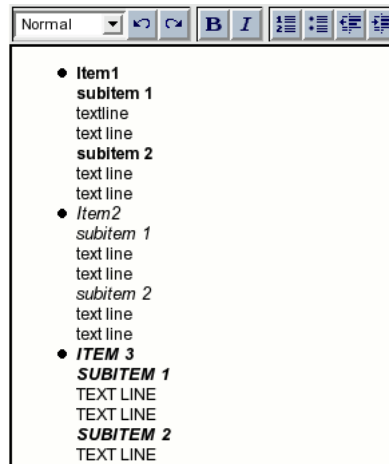 Normal
B I
Item1
subitem 1
textline
text line
subitem 2
text line
text line
Item2
subitem 1
text line
text line
subitem 2
text line
text line
ITEM 3
SUBITEM 1
TEXT LINE
TEXT LINE
SUBITEM 2
TEXT LINE